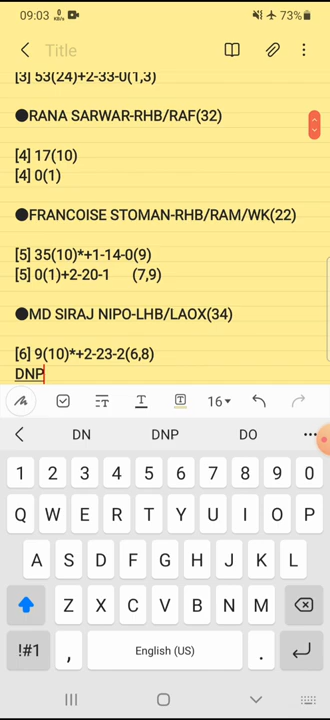 09:03 0 KB/s 73%
Title
[3] 53(24)+2-33-0(1,3)
●RANA SARWAR-RHB/RAF(32)
[4] 17(10)
[4] 0(1)
●FRANCOISE STOMAN-RHB/RAM/WK(22)
[5] 35(10)*+1-14-0(9)
[5] 0(1)+2-20-1 (7,9)
●MD SIRAJ NIPO-LHB/LAOX(34)
[6] 9(10)*+2-23-2(6,8)
DNP
T T T 16
DN DNP DO ...
1 2 3 4 5 6 7 8 9 0
Q W E R T Y U I O P
A S D F G H J K L
Z X C V B N M
!#1 , English (US) .